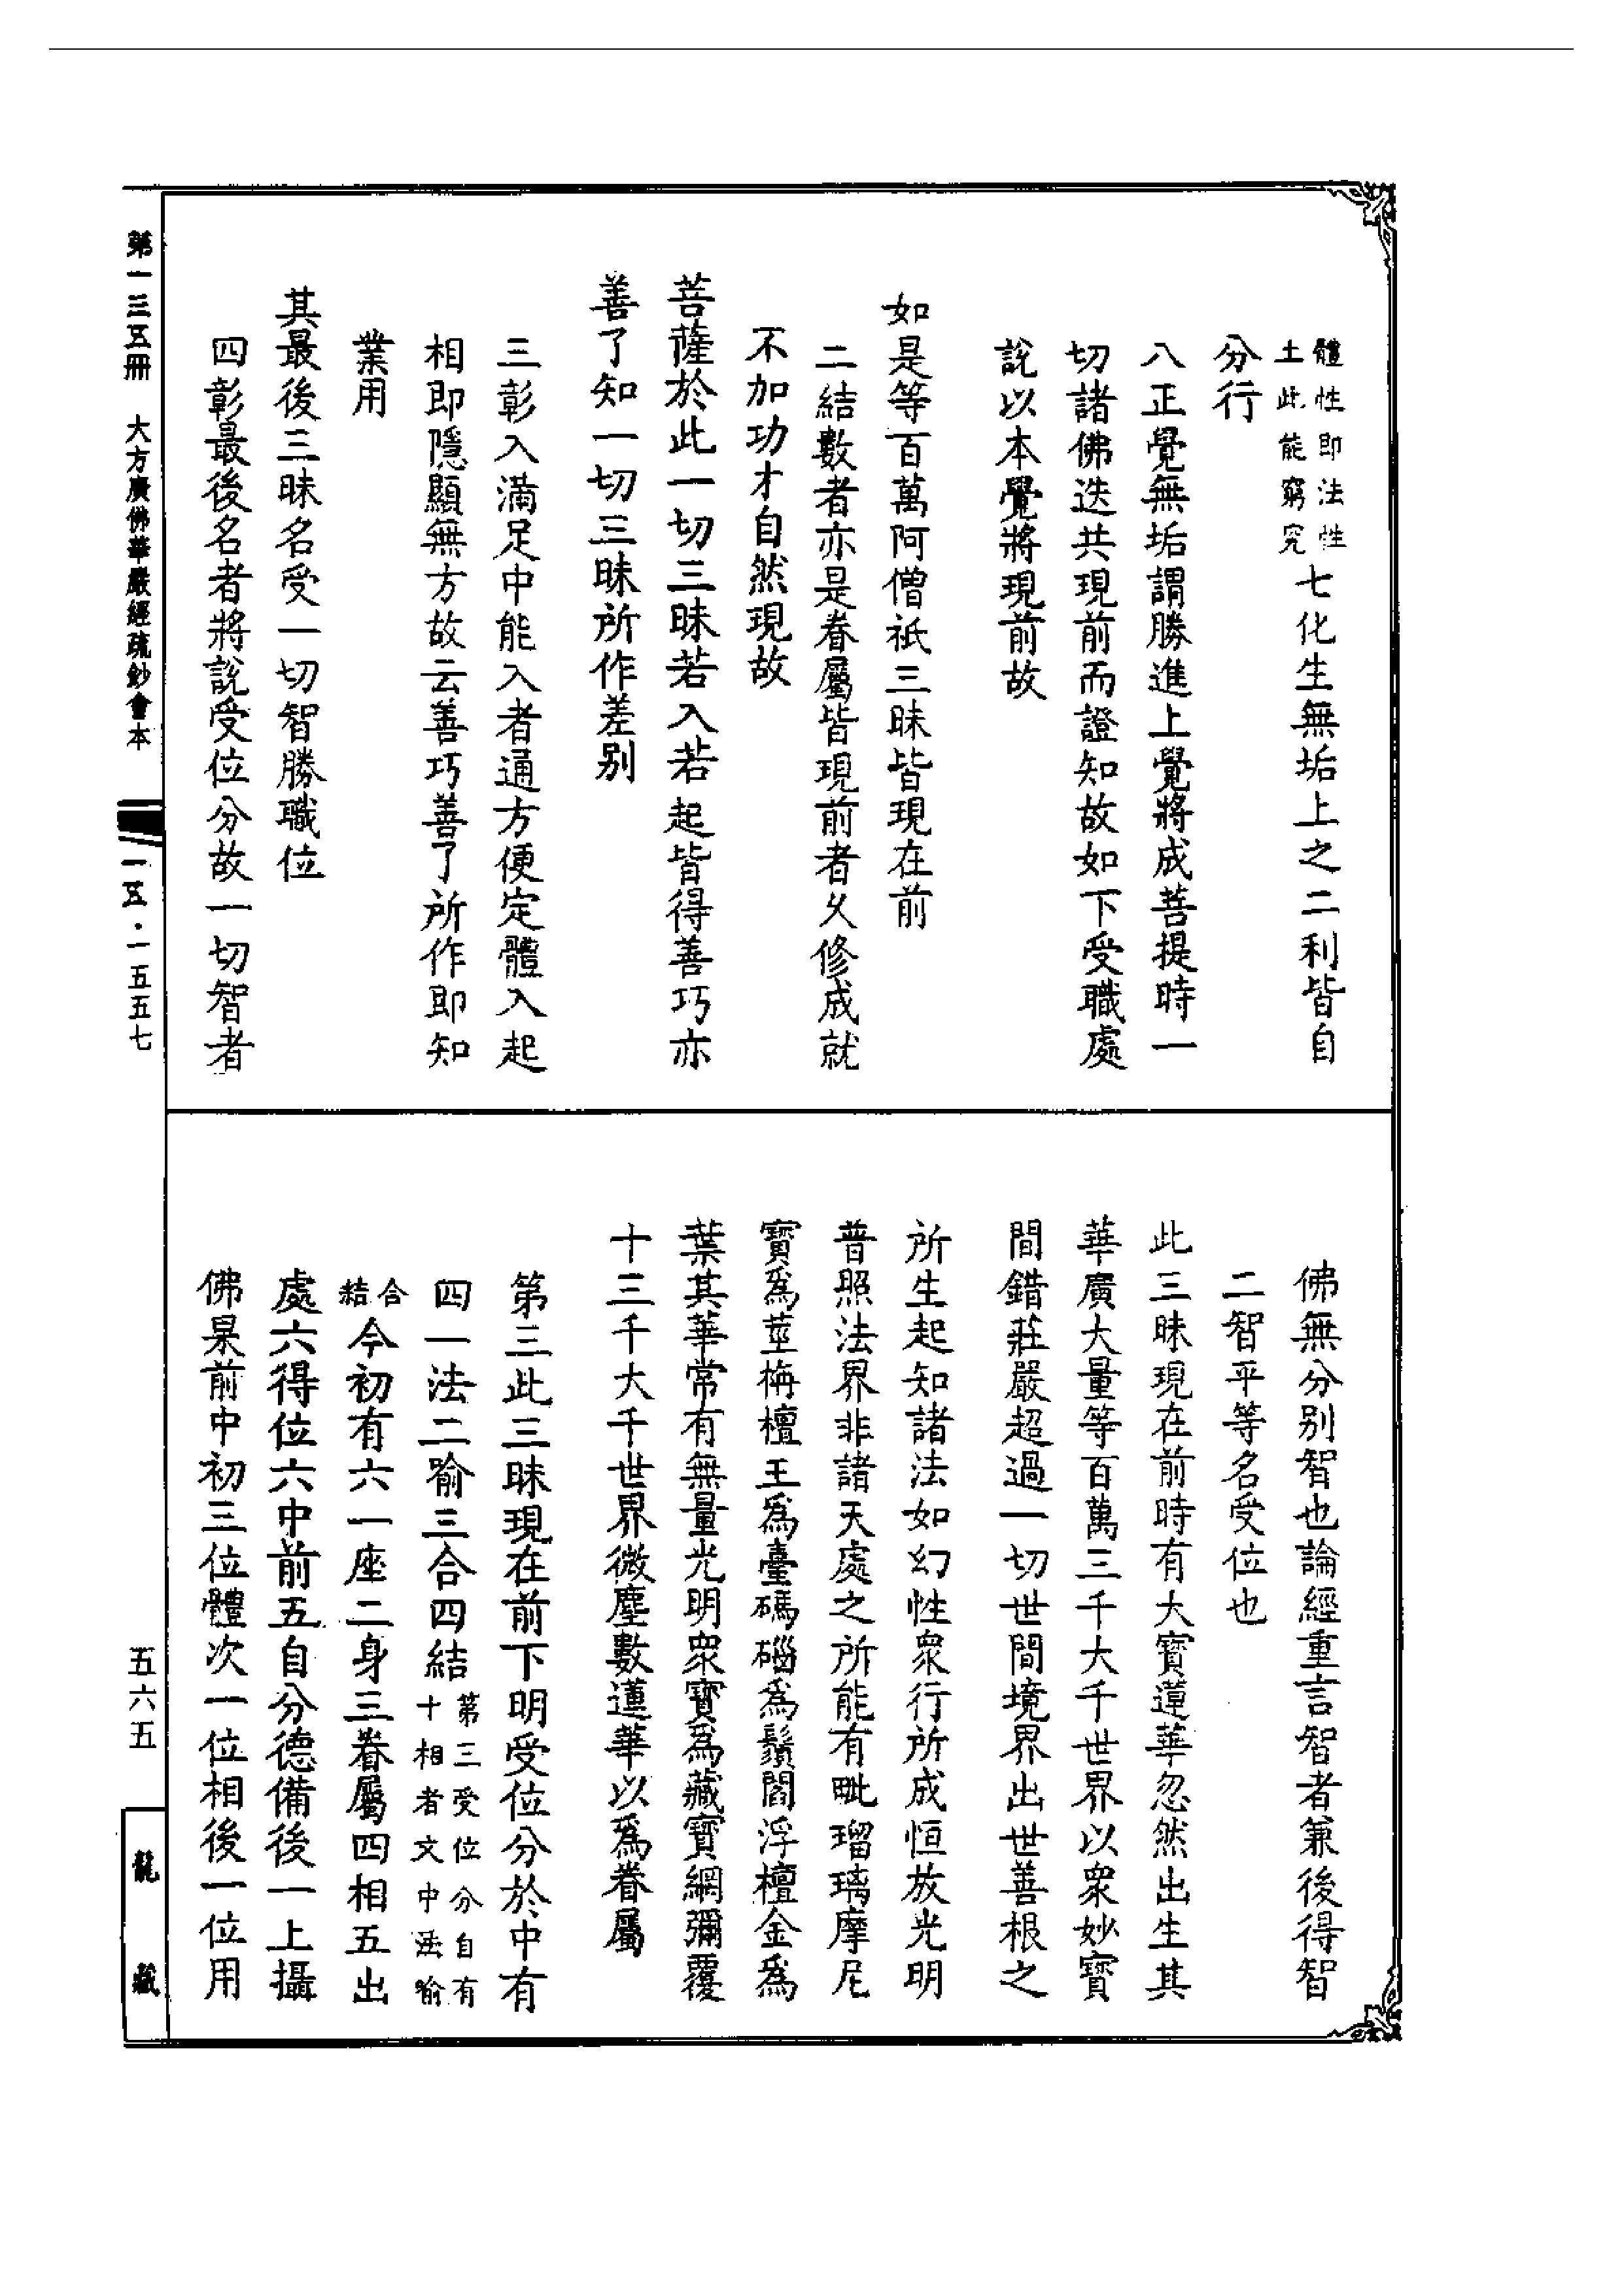 體性即法性
土此能窮究七化生無垢上之二利皆自
分行
八正覺無垢謂勝進上覺將成菩提時一
切諸佛迭共現前而證知故如下受職處
說以本覺將現前故
如是等百萬阿僧祇三昧皆現在前
二結數者亦是眷屬皆現前者久修成就
不加功才自然現故
菩薩於此一切三昧若入若起皆得善巧亦
善了知一切三昧所作差別
三彰入滿足中能入者通方便定體入起
相即隱顯無方故云善巧善了所作即知
業用
其最後三昧名受一切智勝職位
四彰最後名者將說受位分故一切智者
佛無分別智也論經重言智者兼後得智
二智平等名受位也
此三昧現在前時有大寶蓮華忽然出生其
華廣大量等百萬三千大千世界以眾妙寶
間錯莊嚴超過一切世間境界出世善根之
所生起知諸法如幻性眾行所成恒放光明
普照法界非諸天處之所能有毗瑠璃摩尼
寶為莖栴檀王為臺碼碯為鬚閻浮檀金為
葉其華常有無量光明眾寶為藏寶網彌覆
十三千大千世界微塵數蓮華以為眷屬
第三此三昧現在前下明受位分於中有
四一法二喻三合四結第三受位分自有
十相者文中法喻
合
結今初有六一座二身三眷屬四相五出
處六得位六中前五自分德備後一上攝
佛果前中初三位體次一位相後一位用
第一三五冊　大方廣佛華嚴經疏鈔會本
一五·一五五七
五六五
龍藏